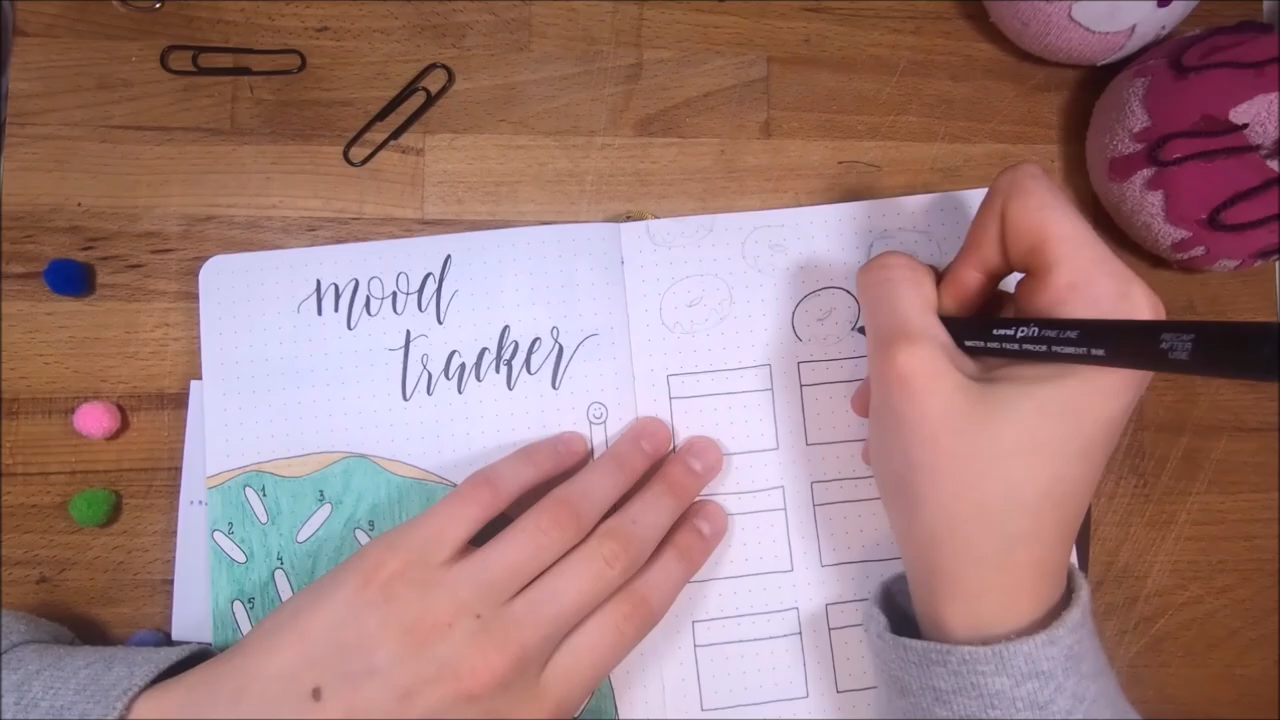 mood
tracker
1
3
2
9
4
5
uni pin FINE LINE
WATER AND FADE PROOF, PIGMENT INK
RECAP
AFTER
USE